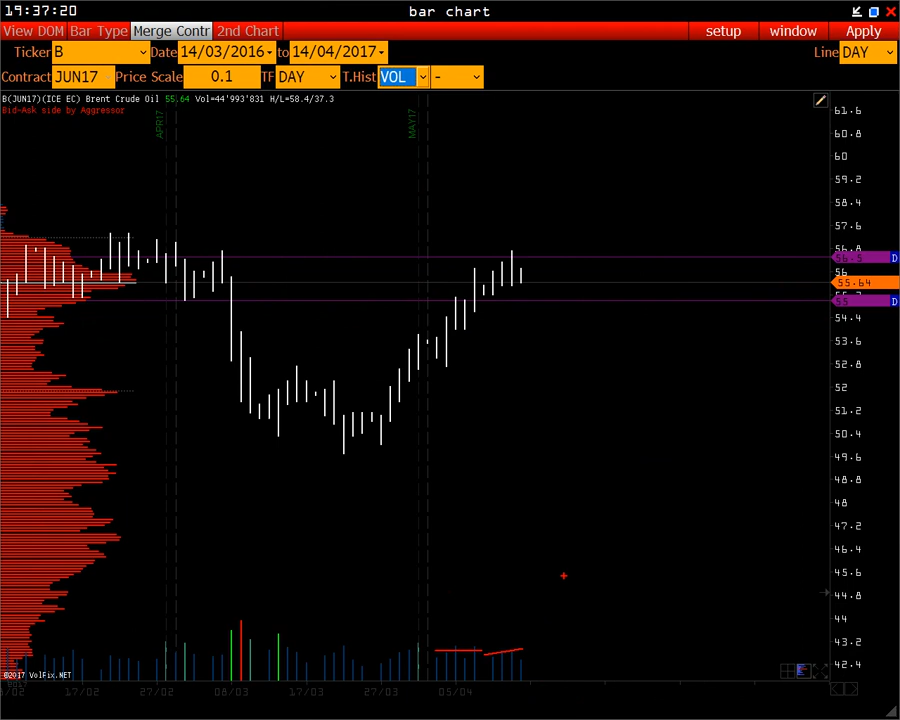 19:37:20 bar chart
View DOM Bar Type Merge Contr 2nd Chart setup window Apply
Ticker B Date 14/03/2016 to 14/04/2017 Line DAY
Contract JUN17 Price Scale 0.1 TF DAY T.Hist VOL -
B(JUN17)(ICE EC) Brent Crude Oil 55.64 Vol=44'993'831 H/L=58.4/37.3
Bid-Ask side by Aggressor
APR17
MAY17
61.6
60.8
60
59.2
58.4
57.6
56.8
56.5 D
56
55.64
55 D
54.4
53.6
52.8
52
51.2
50.4
49.6
48.8
48
47.2
46.4
45.6
44.8
44
43.2
42.4
©2017 VolFix.NET
17/02 27/02 08/03 17/03 27/03 05/04